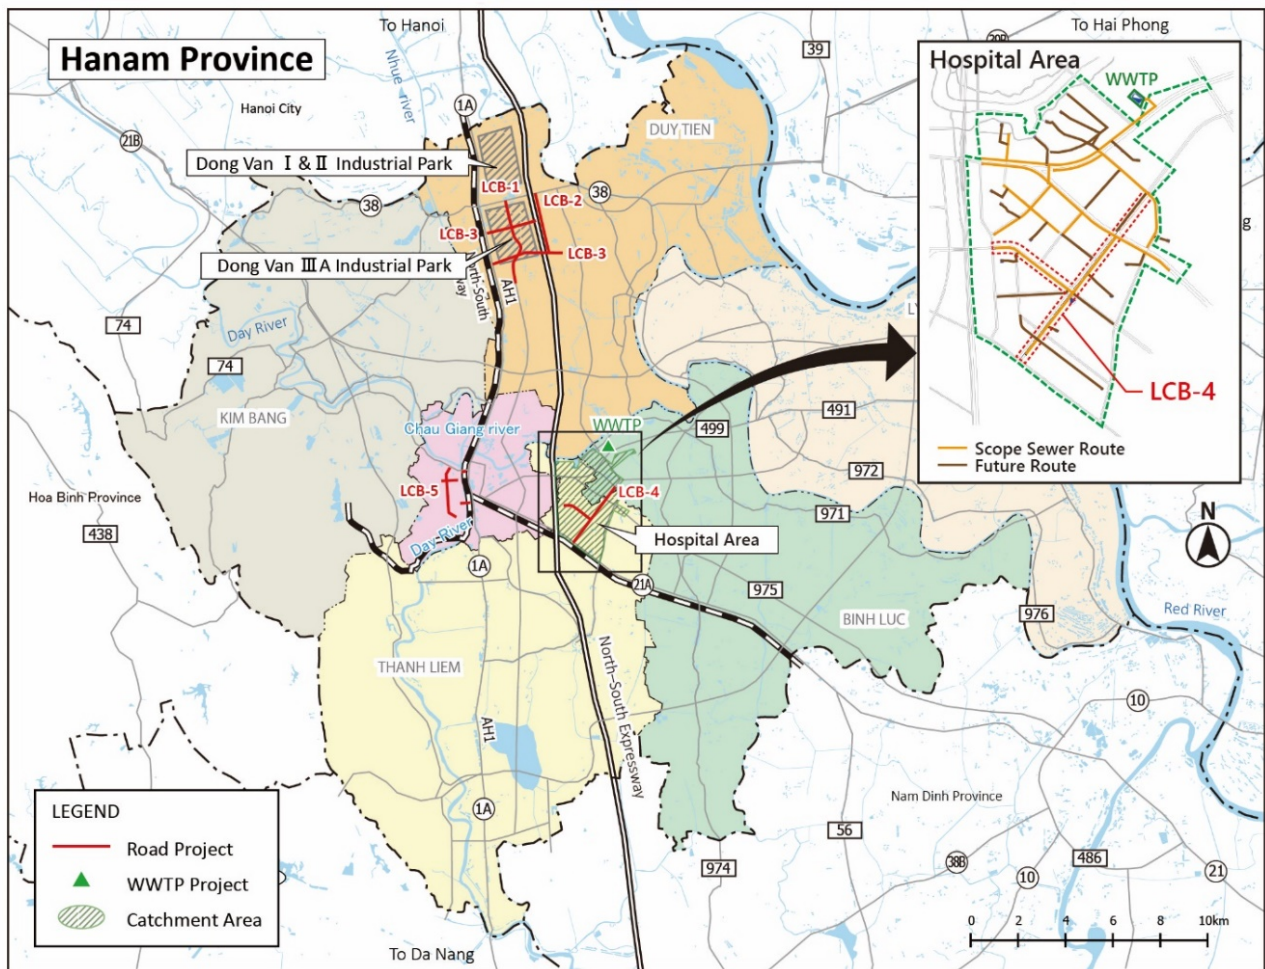 To Hanoi
To Hai Phong
Hanam Province
Nhue river
39
Hospital Area
WWTP
Hanoi City
1A
21B
DUY TIEN
Dong Van Ⅰ & Ⅱ Industrial Park
LCB-1
LCB-2
38
38
LCB-3
Dong Van ⅢA Industrial Park
LCB-3
North-South
AH1
74
Day River
74
KIM BANG
LCB-4
Chau Giang river
WWTP
499
491
Scope Sewer Route
Future Route
972
Hoa Binh Province
LCB-5
LCB-4
971
438
Day River
Hospital Area
N
1A
21A
975
976
Red River
BINH LUC
THANH LIEM
North-South Expressway
10
AH1
LEGEND
Road Project
WWTP Project
Catchment Area
1A
Nam Dinh Province
56
974
38B
486
10
21
To Da Nang
0 2 4 6 8 10km